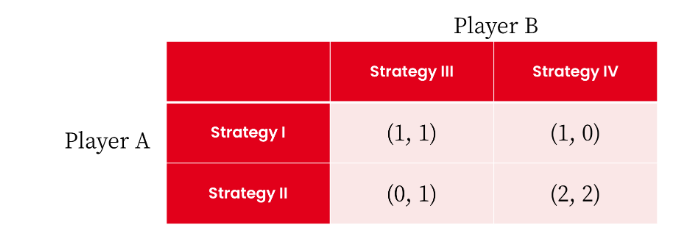 Player B
Strategy III Strategy IV
Player A
Strategy I (1, 1) (1, 0)
Strategy II (0, 1) (2, 2)